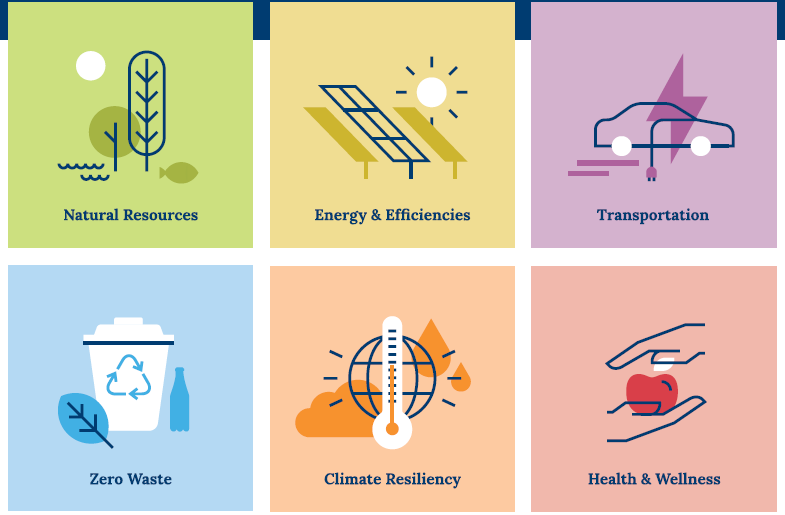 Natural Resources
Energy & Efficiencies
Transportation
Zero Waste
Climate Resiliency
Health & Wellness